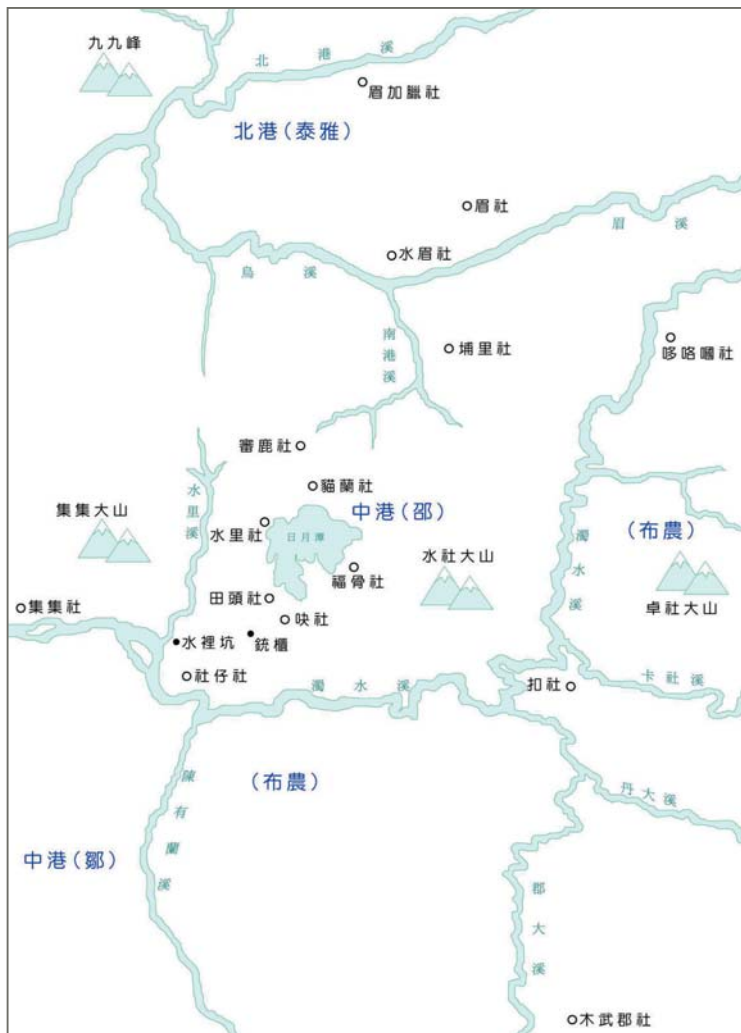 九九峰
北港溪
眉加臘社
北港(泰雅)
眉社
眉溪
水眉社
烏溪
南港溪
埔里社
哆咯嘓社
審鹿社
貓蘭社
水里溪
集集大山
中港(邵)
水里社
日月潭
(布農)
濁水溪
水社大山
福骨社
卓社大山
田頭社
集集社
吷社
水裡坑
銃櫃
社仔社
濁水溪
扣社
卡社溪
(布農)
陳有蘭溪
丹大溪
中港(鄒)
郡大溪
木武郡社